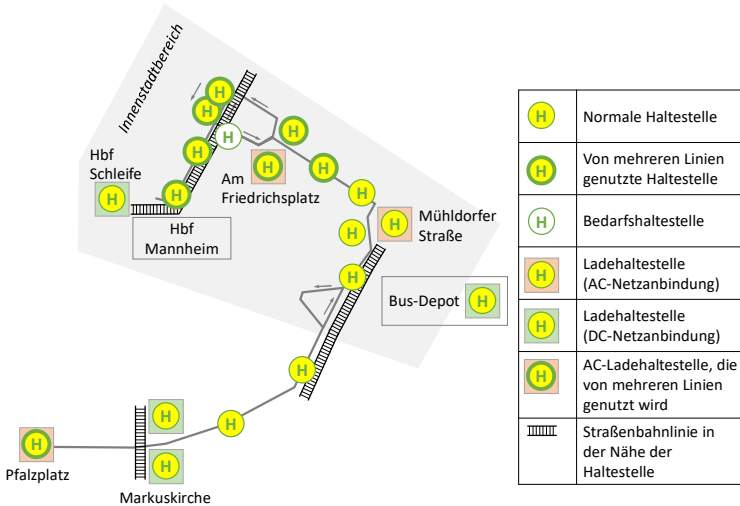 Innenstadtbereich
H
H
H
H
H
H
H
Hbf
Schleife
H
H
Am
Friedrichsplatz
H
H
Hbf
Mannheim
H
H
H
Mühldorfer
Straße
H
Bus-Depot
H
H
H
H
Pfalzplatz
H
H
Markuskirche
H
Normale Haltestelle
H
Von mehreren Linien
genutzte Haltestelle
H
Bedarfshaltestelle
H
Ladehaltestelle
(AC-Netzanbindung)
H
Ladehaltestelle
(DC-Netzanbindung)
H
AC-Ladehaltestelle, die
von mehreren Linien
genutzt wird
Straßenbahnlinie in
der Nähe der
Haltestelle